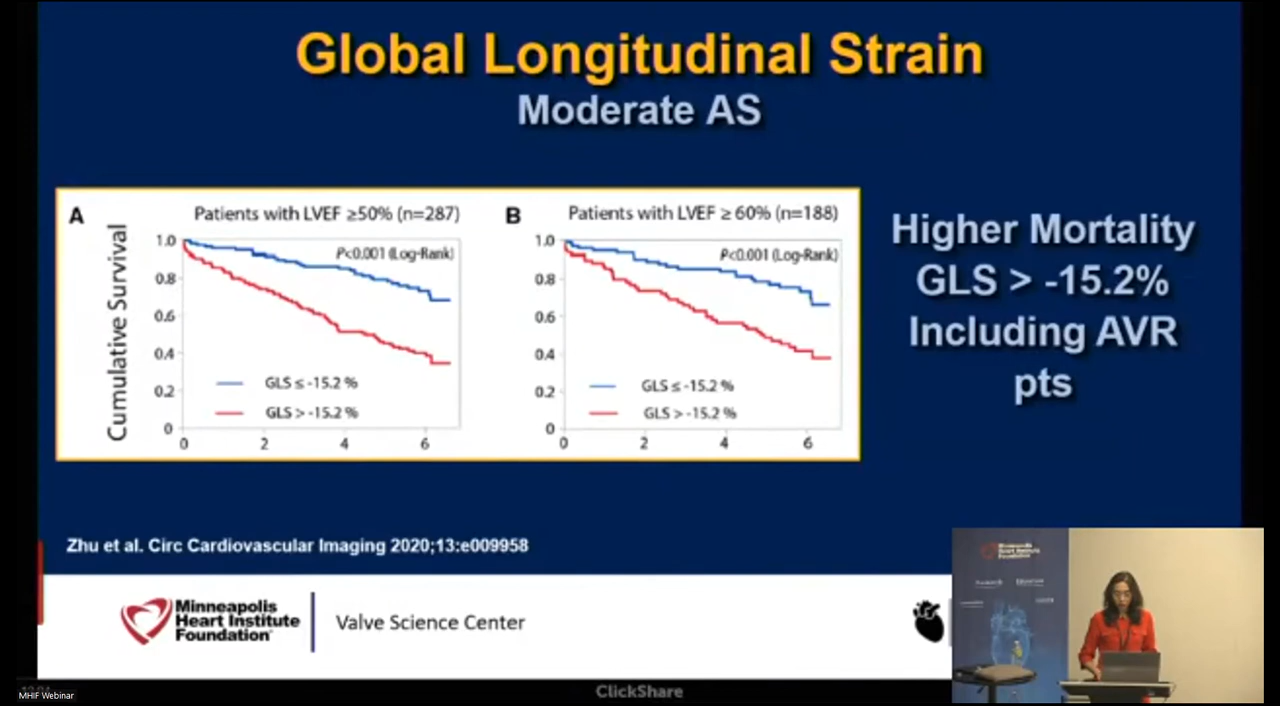 Global Longitudinal Strain
Moderate AS
A
Patients with LVEF ≥50% (n=287)
P<0.001 (Log-Rank)
Cumulative Survival
1.0
0.8
0.6
0.4
0.2
0
GLS ≤ -15.2 %
GLS > -15.2 %
0 2 4 6
B
Patients with LVEF ≥ 60% (n=188)
P<0.001 (Log-Rank)
1.0
0.8
0.6
0.4
0.2
0
GLS ≤ -15.2 %
GLS > -15.2 %
0 2 4 6
Higher Mortality
GLS > -15.2%
Including AVR
pts
Zhu et al. Circ Cardiovascular Imaging 2020;13:e009958
Minneapolis
Heart Institute
Foundation
Valve Science Center
Minneapolis
Heart Institute
Foundation
MHIF Webinar
ClickShare